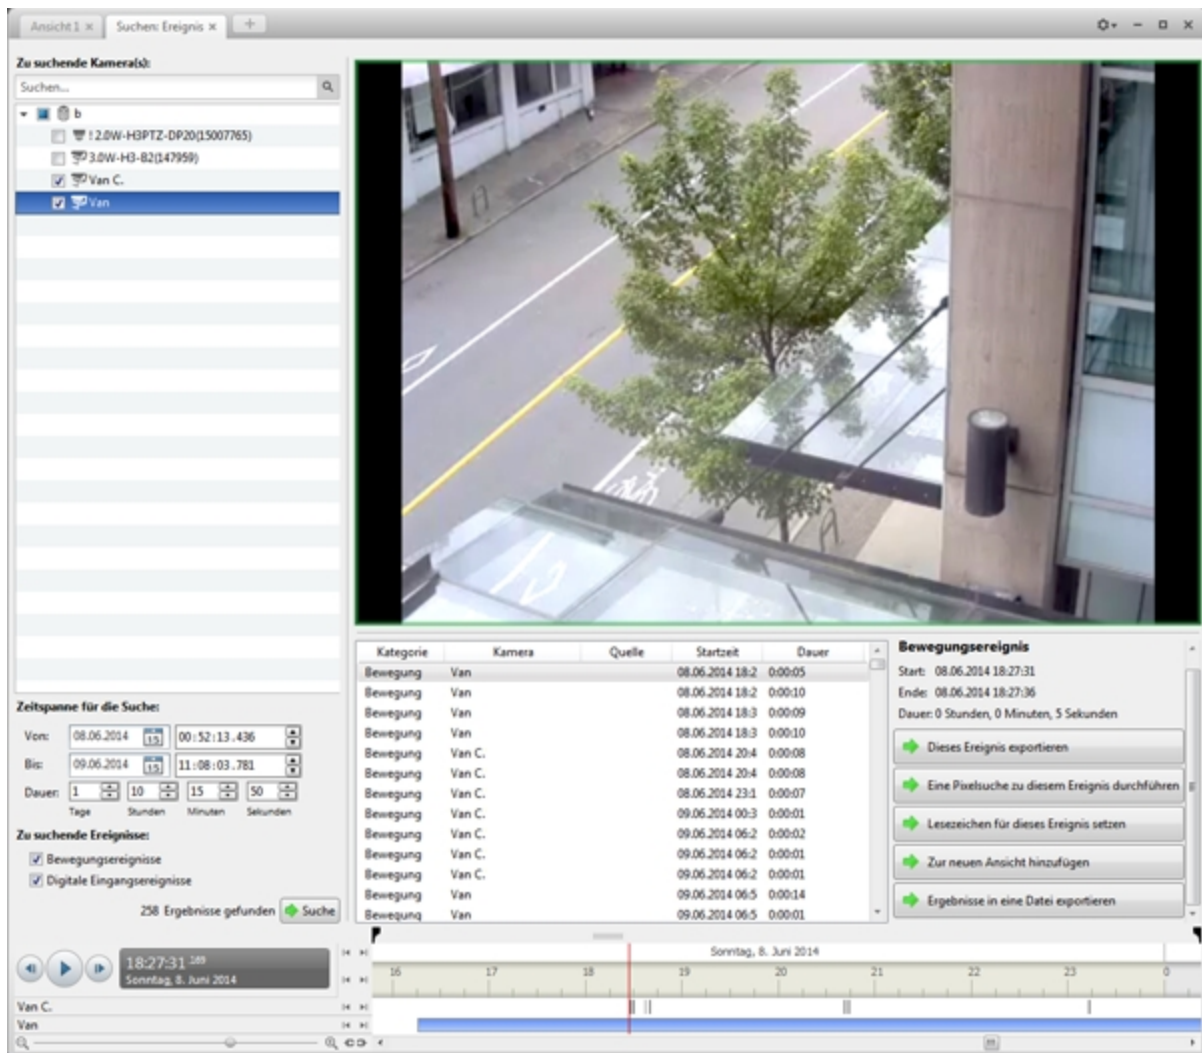 Ansicht 1 ×
Suchen: Ereignis ×
+
Zu suchende Kamera(s):
Suchen...
b
! 2.0W-H3PTZ-DP20(15007765)
3.0W-H3-B2(147959)
Van C.
Van
Zeitspanne für die Suche:
Von: 08.06.2014 15 00:52:13.436
Bis: 09.06.2014 15 11:08:03.781
Dauer: 1 10 15 50
Tage Stunden Minuten Sekunden
Zu suchende Ereignisse:
Bewegungsereignisse
Digitale Eingangsereignisse
258 Ergebnisse gefunden Suche
Kategorie Kamera Quelle Startzeit Dauer
Bewegung Van 08.06.2014 18:2 0:00:05
Bewegung Van 08.06.2014 18:2 0:00:10
Bewegung Van 08.06.2014 18:3 0:00:09
Bewegung Van 08.06.2014 18:3 0:00:10
Bewegung Van C. 08.06.2014 20:4 0:00:08
Bewegung Van C. 08.06.2014 20:4 0:00:08
Bewegung Van C. 08.06.2014 23:1 0:00:07
Bewegung Van C. 09.06.2014 00:3 0:00:01
Bewegung Van C. 09.06.2014 06:2 0:00:02
Bewegung Van C. 09.06.2014 06:2 0:00:01
Bewegung Van C. 09.06.2014 06:2 0:00:01
Bewegung Van 09.06.2014 06:5 0:00:14
Bewegung Van 09.06.2014 06:5 0:00:01
Bewegungsereignis
Start: 08.06.2014 18:27:31
Ende: 08.06.2014 18:27:36
Dauer: 0 Stunden, 0 Minuten, 5 Sekunden
Dieses Ereignis exportieren
Eine Pixelsuche zu diesem Ereignis durchführen
Lesezeichen für dieses Ereignis setzen
Zur neuen Ansicht hinzufügen
Ergebnisse in eine Datei exportieren
18:27:31.189
Sonntag, 8. Juni 2014
Sonntag, 8. Juni 2014
16 17 18 19 20 21 22 23 0
Van C.
Van